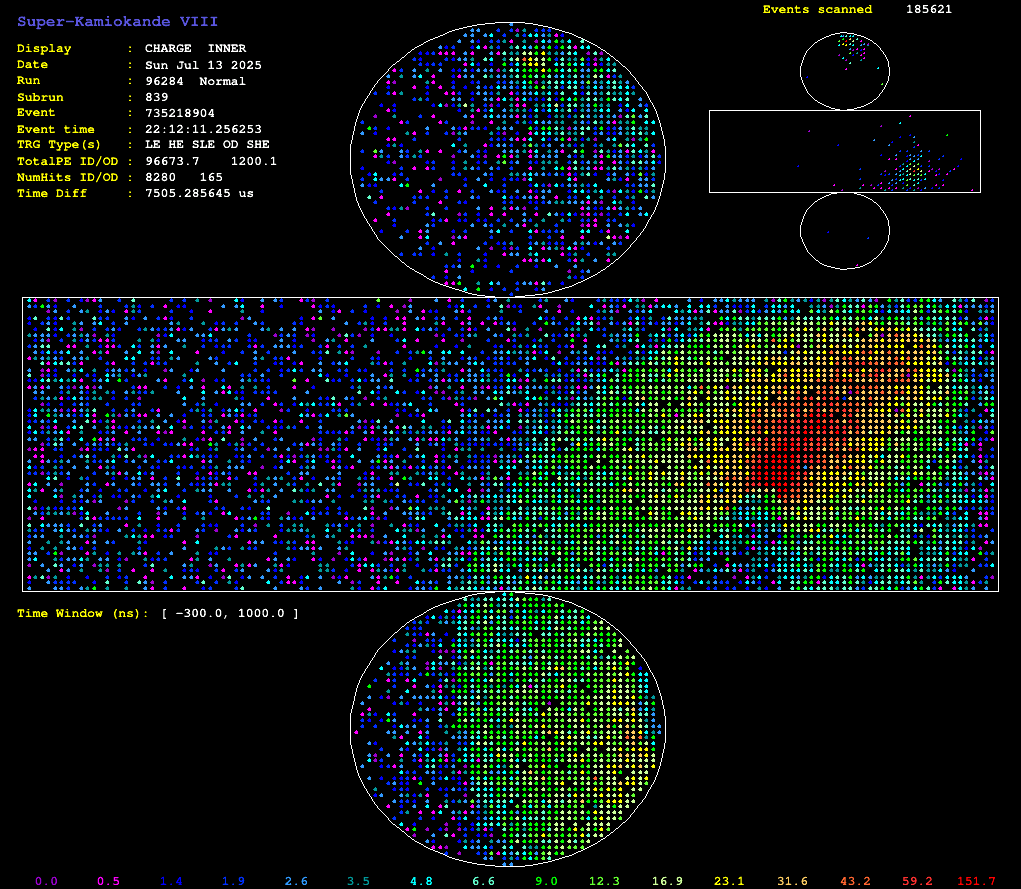 Super-Kamiokande VIII
Events scanned 185621
Display : CHARGE INNER
Date : Sun Jul 13 2025
Run : 96284 Normal
Subrun : 839
Event : 735218904
Event time : 22:12:11.256253
TRG Type(s) : LE HE SLE OD SHE
TotalPE ID/OD : 96673.7 1200.1
NumHits ID/OD : 8280 165
Time Diff : 7505.285645 us
Time Window (ns): [ −300.0, 1000.0 ]
0.0 0.5 1.4 1.9 2.6 3.5 4.8 6.6 9.0 12.3 16.9 23.1 31.6 43.2 59.2 151.7